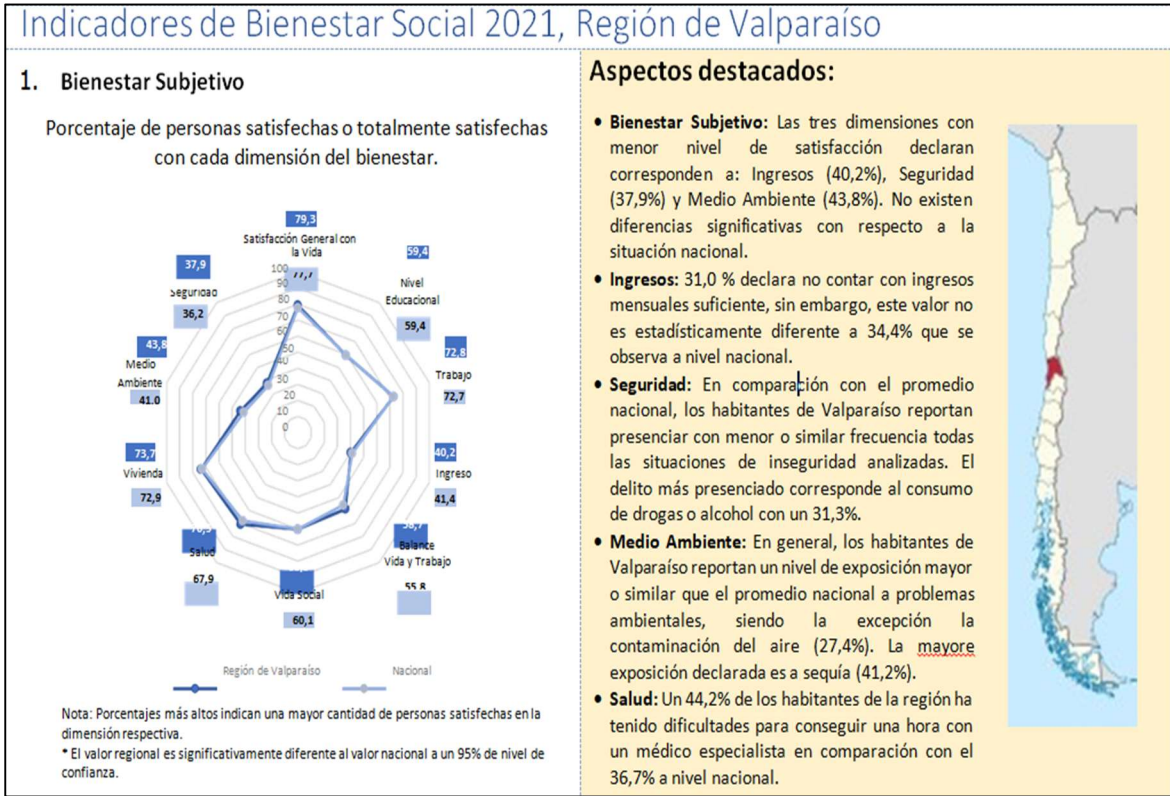 Indicadores de Bienestar Social 2021, Región de Valparaíso
1. Bienestar Subjetivo
Porcentaje de personas satisfechas o totalmente satisfechas
con cada dimensión del bienestar.
79,3
Satisfacción General con
la Vida
77,7
59,4
Nivel
Educacional
59,4
72,8
Trabajo
72,7
40,2
Ingreso
41,4
Balance
Vida y Trabajo
55,8
Vida Social
60,1
Salud
67,9
73,7
Vivienda
72,9
43,8
Medio
Ambiente
41.0
37,9
Seguridad
36,2
100
90
80
70
60
50
40
30
20
10
0
Región de Valparaíso
Nacional
Nota: Porcentajes más altos indican una mayor cantidad de personas satisfechas en la
dimensión respectiva.
* El valor regional es significativamente diferente al valor nacional a un 95% de nivel de
confianza.
Aspectos destacados:
• Bienestar Subjetivo: Las tres dimensiones con
menor nivel de satisfacción declaran
corresponden a: Ingresos (40,2%), Seguridad
(37,9%) y Medio Ambiente (43,8%). No existen
diferencias significativas con respecto a la
situación nacional.
• Ingresos: 31,0 % declara no contar con ingresos
mensuales suficiente, sin embargo, este valor no
es estadísticamente diferente a 34,4% que se
observa a nivel nacional.
• Seguridad: En comparación con el promedio
nacional, los habitantes de Valparaíso reportan
presenciar con menor o similar frecuencia todas
las situaciones de inseguridad analizadas. El
delito más presenciado corresponde al consumo
de drogas o alcohol con un 31,3%.
• Medio Ambiente: En general, los habitantes de
Valparaíso reportan un nivel de exposición mayor
o similar que el promedio nacional a problemas
ambientales, siendo la excepción la
contaminación del aire (27,4%). La mayore
exposición declarada es a sequía (41,2%).
• Salud: Un 44,2% de los habitantes de la región ha
tenido dificultades para conseguir una hora con
un médico especialista en comparación con el
36,7% a nivel nacional.